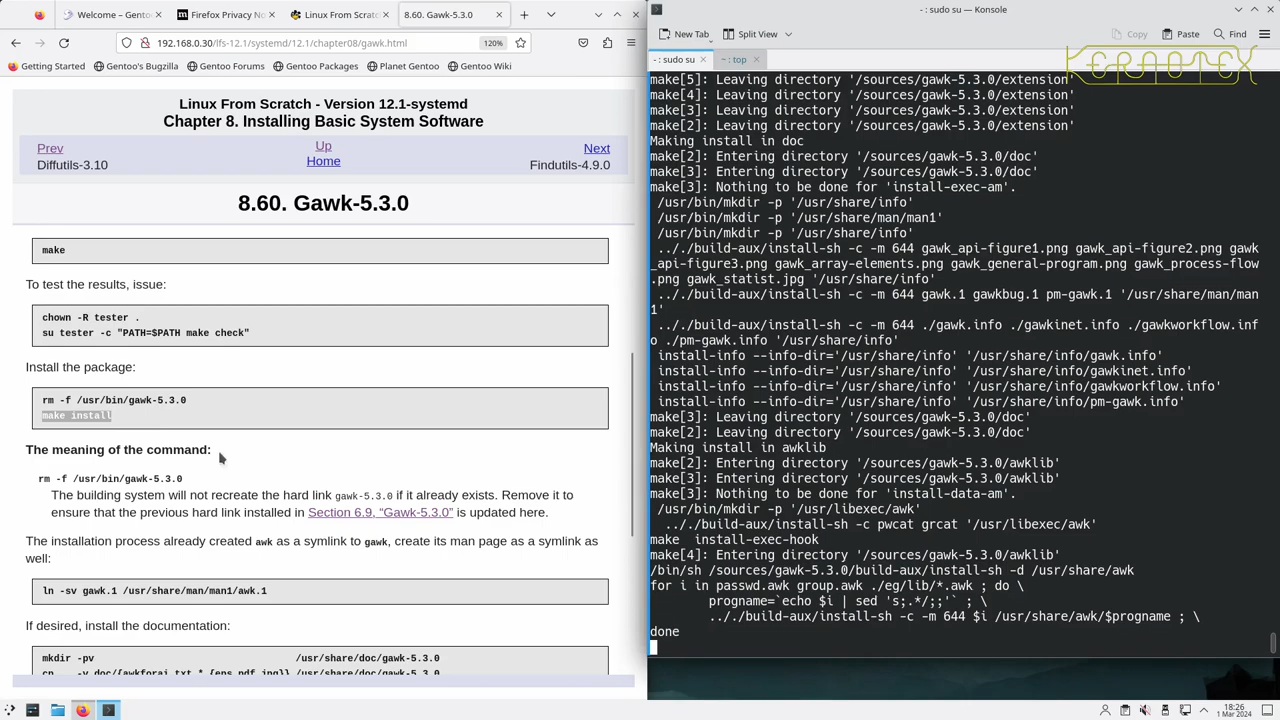 Welcome – Gento
Firefox Privacy No
Linux From Scratc
8.60. Gawk-5.3.0
192.168.0.30/lfs-12.1/systemd/12.1/chapter08/gawk.html
120%
Getting Started
Gentoo's Bugzilla
Gentoo Forums
Gentoo Packages
Planet Gentoo
Gentoo Wiki
Linux From Scratch - Version 12.1-systemd
Chapter 8. Installing Basic System Software
Prev
Up
Next
Diffutils-3.10
Home
Findutils-4.9.0
8.60. Gawk-5.3.0
make
To test the results, issue:
chown -R tester .
su tester -c "PATH=$PATH make check"
Install the package:
rm -f /usr/bin/gawk-5.3.0
make install
The meaning of the command:
rm -f /usr/bin/gawk-5.3.0
The building system will not recreate the hard link gawk-5.3.0 if it already exists. Remove it to
ensure that the previous hard link installed in Section 6.9, “Gawk-5.3.0” is updated here.
The installation process already created awk as a symlink to gawk, create its man page as a symlink as
well:
ln -sv gawk.1 /usr/share/man/man1/awk.1
If desired, install the documentation:
mkdir -pv /usr/share/doc/gawk-5.3.0
cp -v doc/{awkforai.txt,*.{eps,pdf,jpg}} /usr/share/doc/gawk-5.3.0
- : sudo su — Konsole
New Tab
Split View
Copy
Paste
Find
- : sudo su
~ : top
KERNOTEX
make[5]: Leaving directory '/sources/gawk-5.3.0/extension'
make[4]: Leaving directory '/sources/gawk-5.3.0/extension'
make[3]: Leaving directory '/sources/gawk-5.3.0/extension'
make[2]: Leaving directory '/sources/gawk-5.3.0/extension'
Making install in doc
make[2]: Entering directory '/sources/gawk-5.3.0/doc'
make[3]: Entering directory '/sources/gawk-5.3.0/doc'
make[3]: Nothing to be done for 'install-exec-am'.
/usr/bin/mkdir -p '/usr/share/info'
/usr/bin/mkdir -p '/usr/share/man/man1'
/usr/bin/mkdir -p '/usr/share/info'
.././build-aux/install-sh -c -m 644 gawk_api-figure1.png gawk_api-figure2.png gawk
_api-figure3.png gawk_array-elements.png gawk_general-program.png gawk_process-flow
.png gawk_statist.jpg '/usr/share/info'
.././build-aux/install-sh -c -m 644 gawk.1 gawkbug.1 pm-gawk.1 '/usr/share/man/man
1'
.././build-aux/install-sh -c -m 644 ./gawk.info ./gawkinet.info ./gawkworkflow.inf
o ./pm-gawk.info '/usr/share/info'
install-info --info-dir='/usr/share/info' '/usr/share/info/gawk.info'
install-info --info-dir='/usr/share/info' '/usr/share/info/gawkinet.info'
install-info --info-dir='/usr/share/info' '/usr/share/info/gawkworkflow.info'
install-info --info-dir='/usr/share/info' '/usr/share/info/pm-gawk.info'
make[3]: Leaving directory '/sources/gawk-5.3.0/doc'
make[2]: Leaving directory '/sources/gawk-5.3.0/doc'
Making install in awklib
make[2]: Entering directory '/sources/gawk-5.3.0/awklib'
make[3]: Entering directory '/sources/gawk-5.3.0/awklib'
make[3]: Nothing to be done for 'install-data-am'.
/usr/bin/mkdir -p '/usr/libexec/awk'
.././build-aux/install-sh -c pwcat grcat '/usr/libexec/awk'
make  install-exec-hook
make[4]: Entering directory '/sources/gawk-5.3.0/awklib'
/bin/sh /sources/gawk-5.3.0/build-aux/install-sh -d /usr/share/awk
for i in passwd.awk group.awk ./eg/lib/*.awk ; do \
progname=`echo $i | sed 's;.*/;;'` ; \
.././build-aux/install-sh -c -m 644 $i /usr/share/awk/$progname ; \
done
18:26
1 Mar 2024